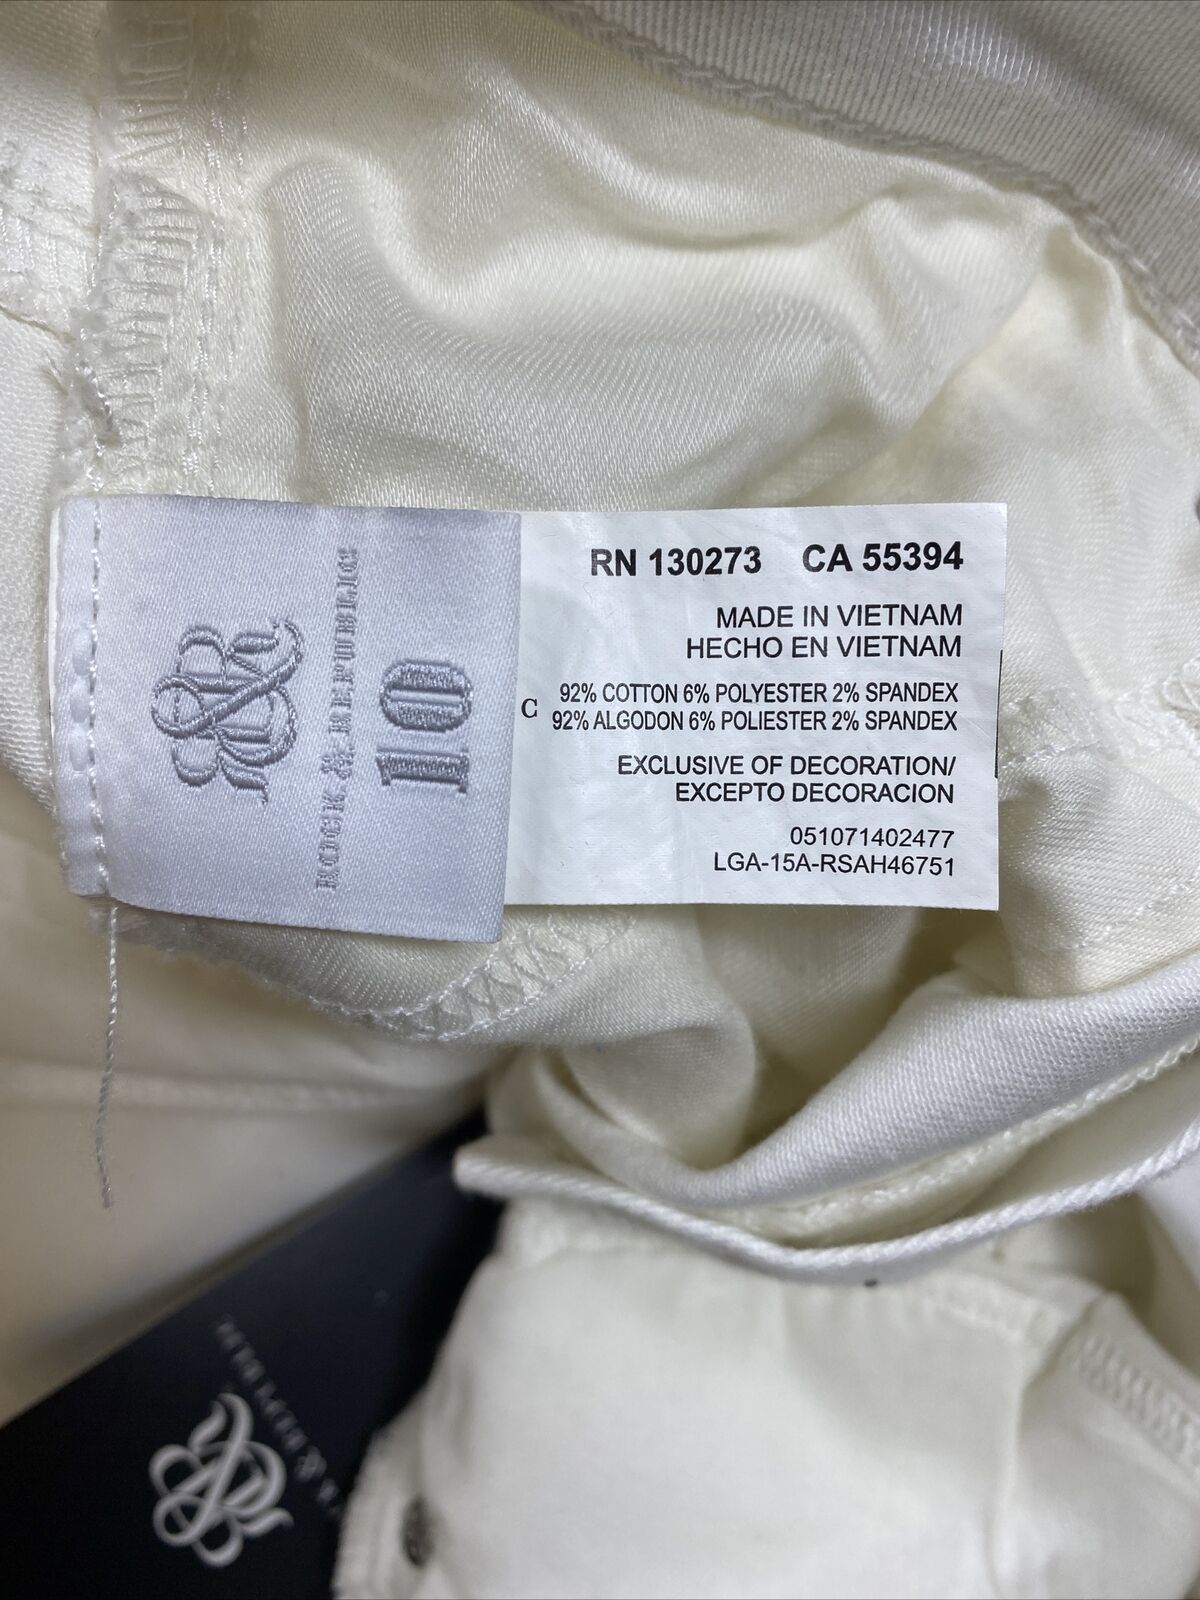 ROCK & REPUBLIC
10
RN 130273 CA 55394
MADE IN VIETNAM
HECHO EN VIETNAM
C
92% COTTON 6% POLYESTER 2% SPANDEX
92% ALGODON 6% POLIESTER 2% SPANDEX
EXCLUSIVE OF DECORATION/
EXCEPTO DECORACION
051071402477
LGA-15A-RSAH46751